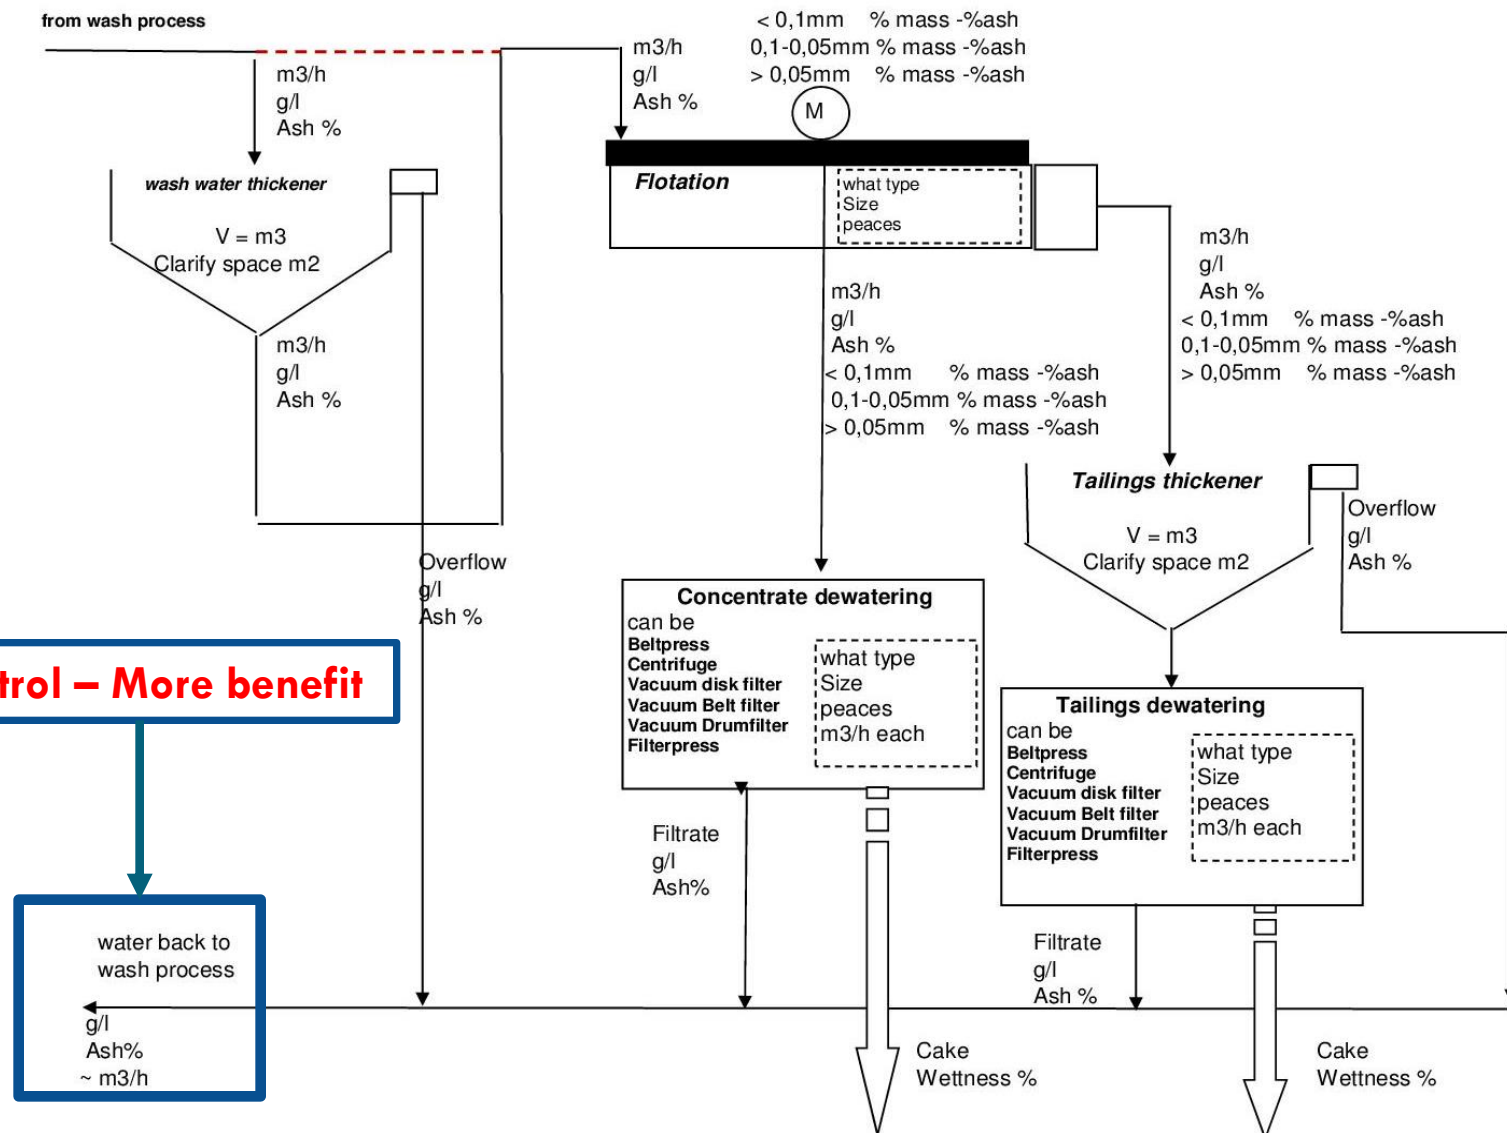 from wash process
m3/h
g/l
Ash %
m3/h
g/l
Ash %
< 0,1mm % mass -%ash
0,1-0,05mm % mass -%ash
> 0,05mm % mass -%ash
M
wash water thickener
V = m3
Clarify space m2
m3/h
g/l
Ash %
Flotation
what type
Size
peaces
m3/h
g/l
Ash %
< 0,1mm % mass -%ash
0,1-0,05mm % mass -%ash
> 0,05mm % mass -%ash
m3/h
g/l
Ash %
< 0,1mm % mass -%ash
0,1-0,05mm % mass -%ash
> 0,05mm % mass -%ash
Tailings thickener
V = m3
Clarify space m2
Overflow
g/l
Ash %
Overflow
g/l
Ash %
Concentrate dewatering
can be
Beltpress
Centrifuge
Vacuum disk filter
Vacuum Belt filter
Vacuum Drumfilter
Filterpress
what type
Size
peaces
m3/h each
trol – More benefit
Tailings dewatering
can be
Beltpress
Centrifuge
Vacuum disk filter
Vacuum Belt filter
Vacuum Drumfilter
Filterpress
what type
Size
peaces
m3/h each
Filtrate
g/l
Ash%
Filtrate
g/l
Ash %
water back to
wash process
g/l
Ash%
~ m3/h
Cake
Wettness %
Cake
Wettness %